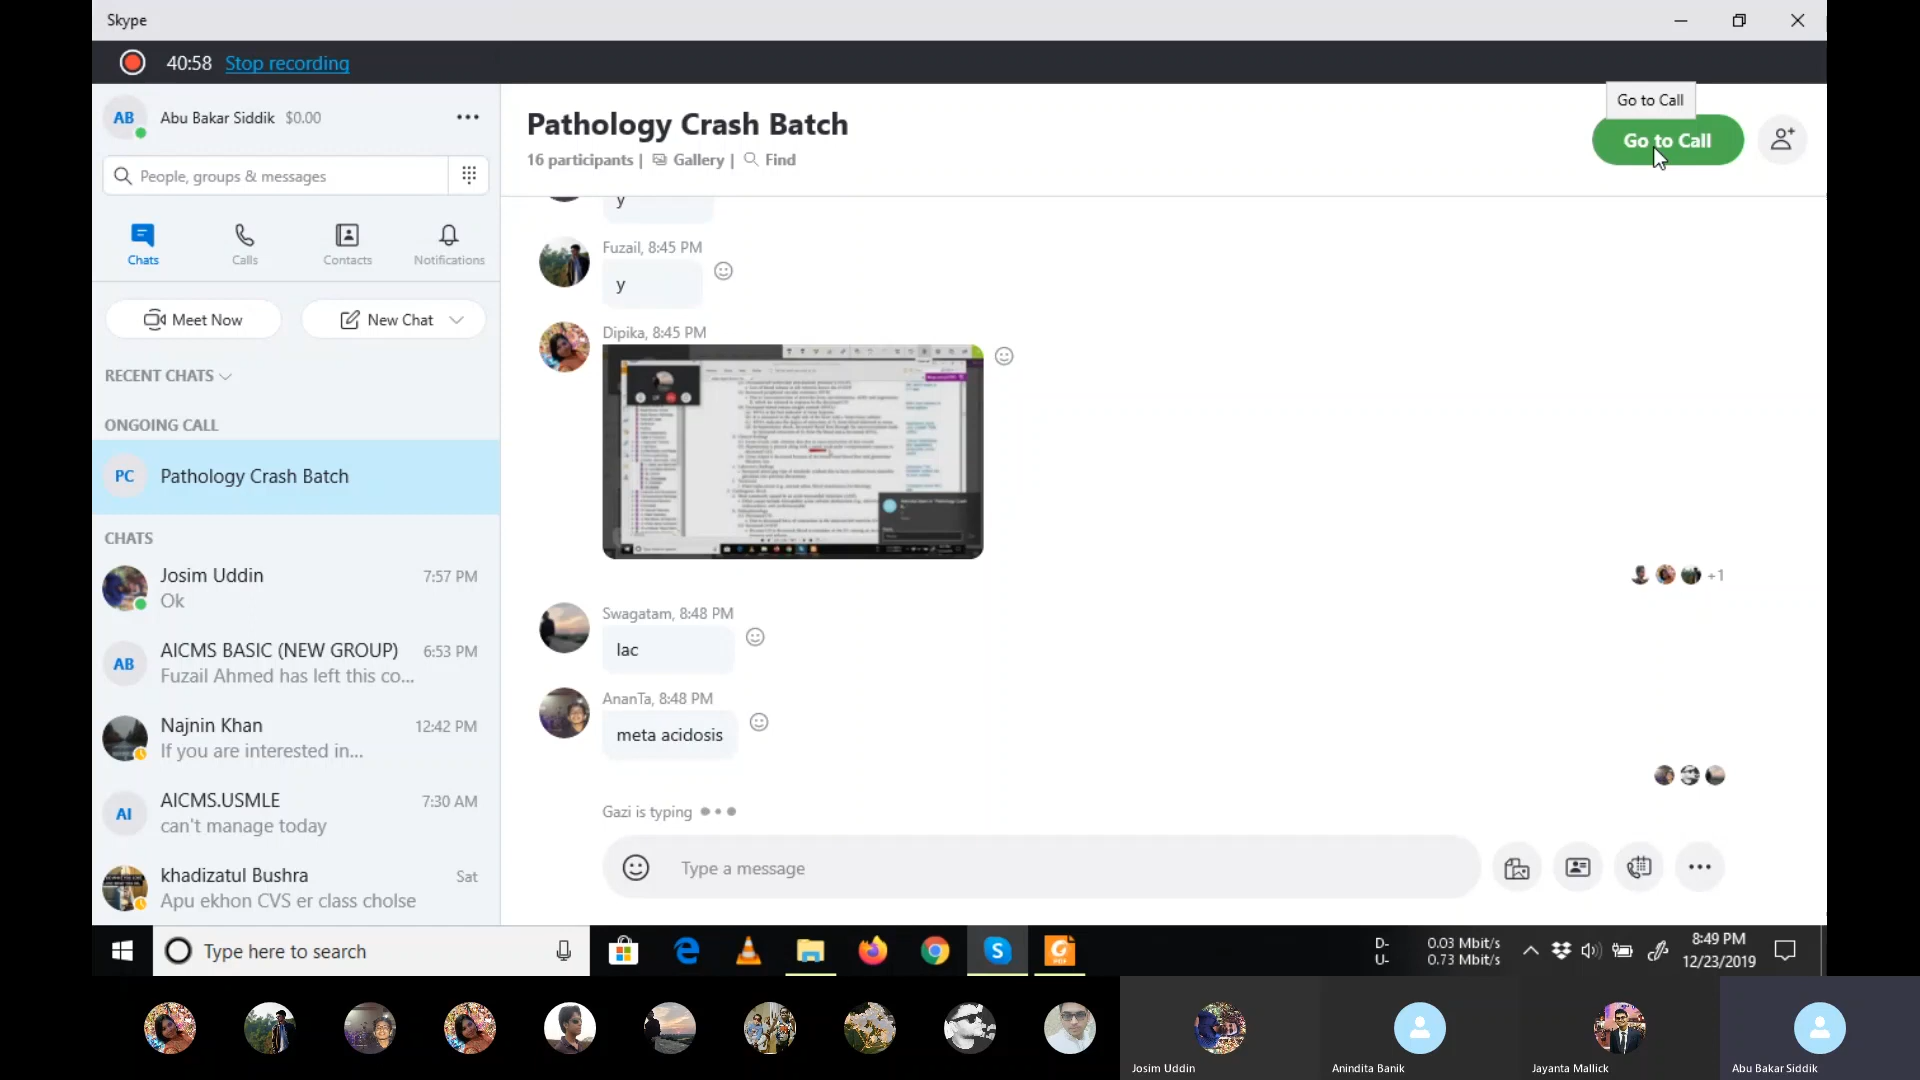 Skype
40:58 Stop recording
AB Abu Bakar Siddik $0.00
People, groups & messages
Chats Calls Contacts Notifications
Meet Now New Chat
RECENT CHATS
ONGOING CALL
PC Pathology Crash Batch
CHATS
Josim Uddin 7:57 PM
Ok
AB AICMS BASIC (NEW GROUP) 6:53 PM
Fuzail Ahmed has left this co...
Najnin Khan 12:42 PM
If you are interested in...
AI AICMS.USMLE 7:30 AM
can't manage today
khadizatul Bushra Sat
Apu ekhon CVS er class cholse
Pathology Crash Batch
16 participants | Gallery | Find
Go to Call
Go to Call
y
Fuzail, 8:45 PM
y
Dipika, 8:45 PM
+1
Swagatam, 8:48 PM
lac
AnanTa, 8:48 PM
meta acidosis
Gazi is typing
Type a message
Type here to search
D- 0.03 Mbit/s
U- 0.73 Mbit/s
8:49 PM
12/23/2019
Josim Uddin
Anindita Banik
Jayanta Mallick
Abu Bakar Siddik